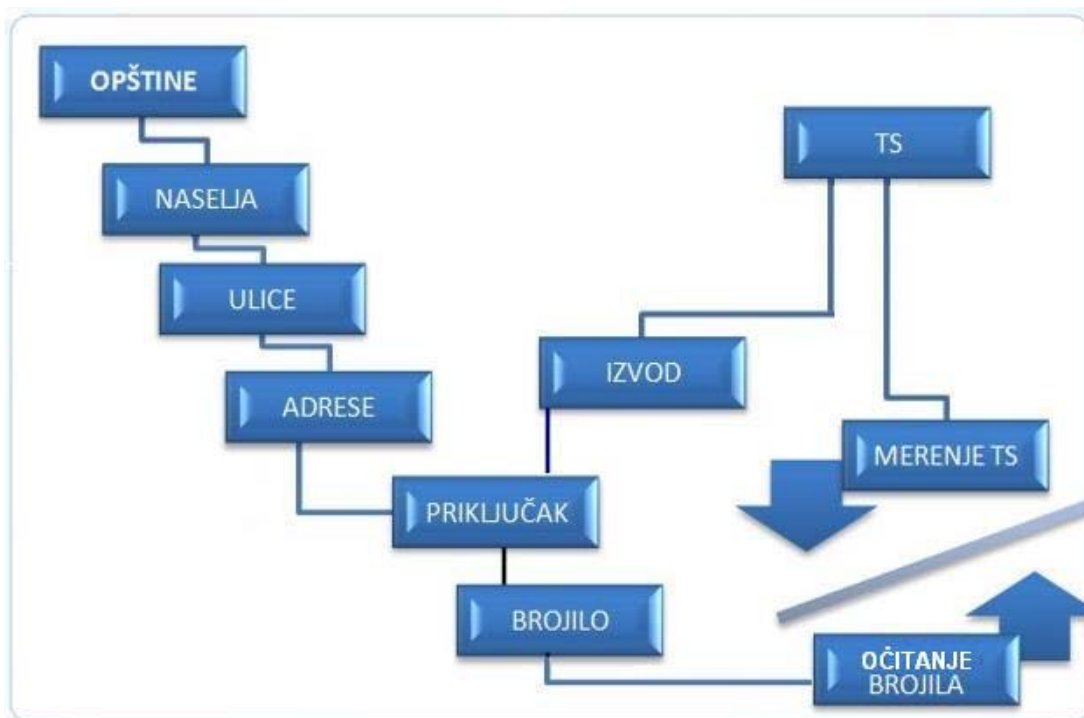 OPŠTINE
TS
NASELJA
ULICE
IZVOD
ADRESE
MERENJE TS
PRIKLJUČAK
BROJILO
OČITANJE
BROJILA